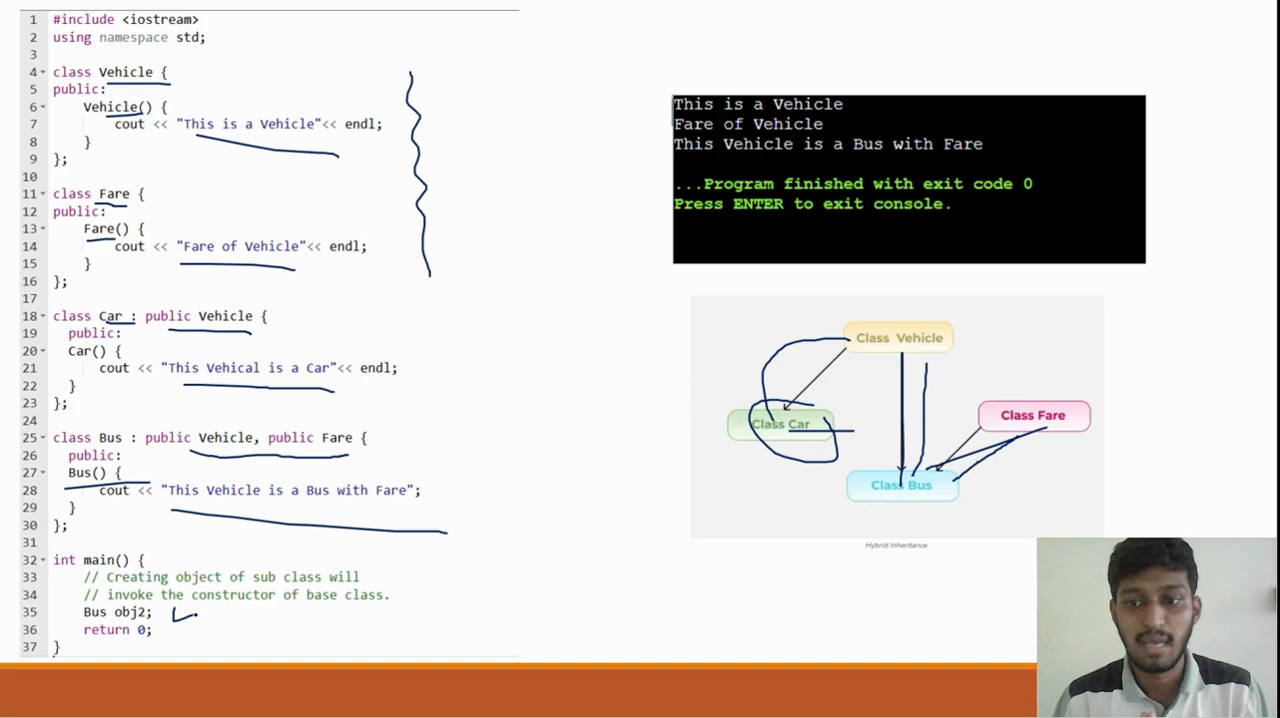 1 #include <iostream>
2 using namespace std;
3
4 class Vehicle {
5 public:
6 Vehicle() {
7 cout << "This is a Vehicle"<< endl;
8 }
9 };
10
11 class Fare {
12 public:
13 Fare() {
14 cout << "Fare of Vehicle"<< endl;
15 }
16 };
17
18 class Car : public Vehicle {
19 public:
20 Car() {
21 cout << "This Vehical is a Car"<< endl;
22 }
23 };
24
25 class Bus : public Vehicle, public Fare {
26 public:
27 Bus() {
28 cout << "This Vehicle is a Bus with Fare";
29 }
30 };
31
32 int main() {
33 // Creating object of sub class will
34 // invoke the constructor of base class.
35 Bus obj2;
36 return 0;
37 }
This is a Vehicle
Fare of Vehicle
This Vehicle is a Bus with Fare
...Program finished with exit code 0
Press ENTER to exit console.
Class Vehicle
Class Car
Class Fare
Class Bus
Hybrid Inheritance